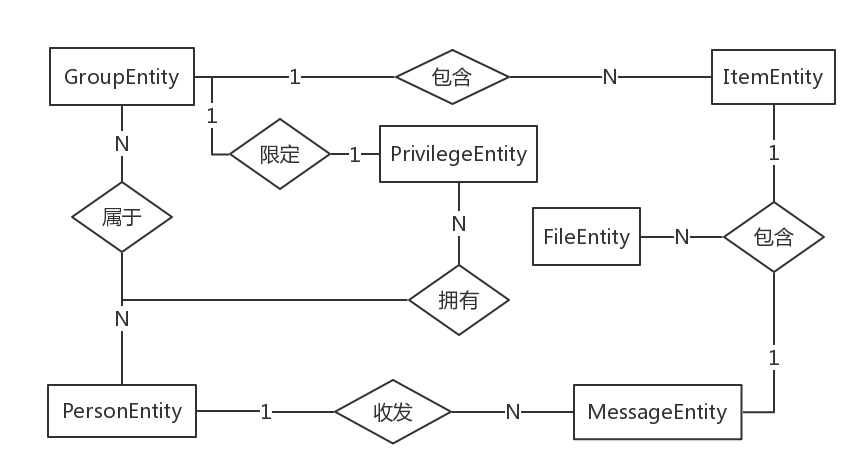 GroupEntity
1
包含
N
ItemEntity
1
限定
1
PrivilegeEntity
N
属于
N
1
FileEntity
N
包含
拥有
N
1
PersonEntity
1
收发
N
MessageEntity